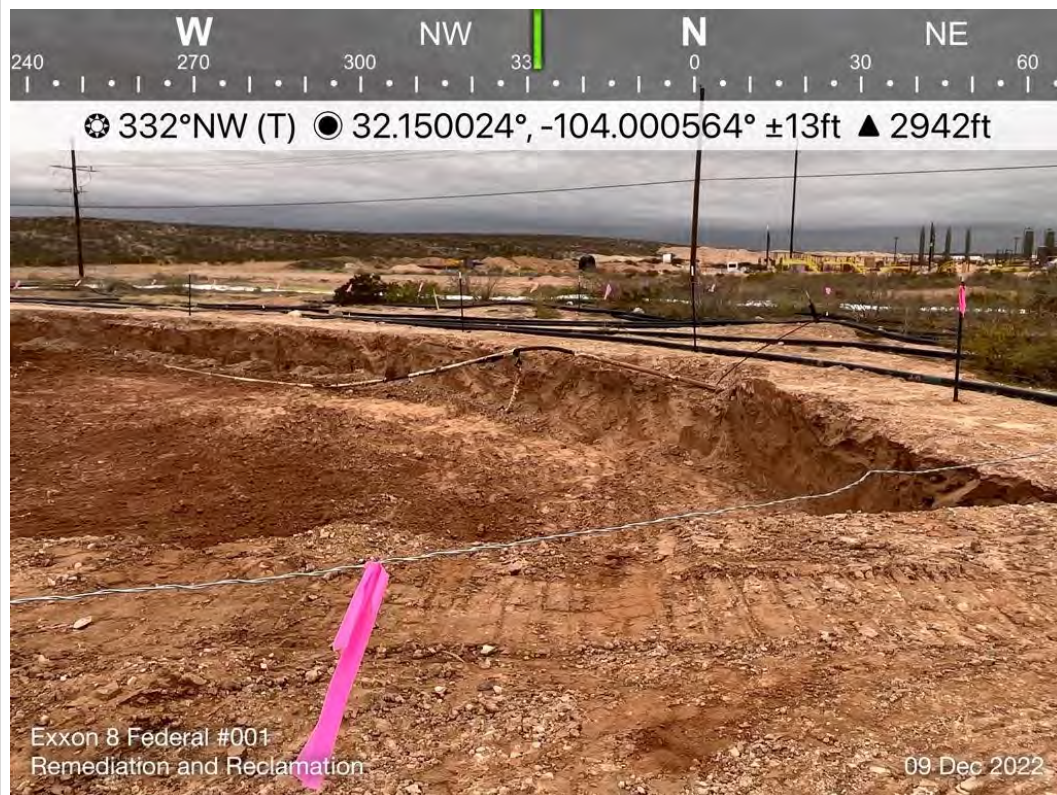 W NW N NE
240 270 300 33 0 30 60
332°NW (T) 32.150024°, -104.000564° ±13ft ▲ 2942ft
Exxon 8 Federal #001
Remediation and Reclamation
09 Dec 2022